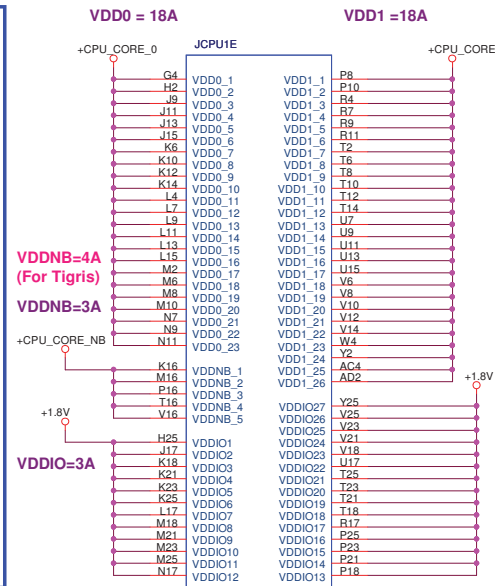 VDD0 = 18A
VDD1 =18A
+CPU_CORE_0
JCPU1E
+CPU_CORE
G4 VDD0_1 VDD1_1 P8
H2 VDD0_2 VDD1_2 P10
J9 VDD0_3 VDD1_3 R4
J11 VDD0_4 VDD1_4 R7
J13 VDD0_5 VDD1_5 R9
J15 VDD0_6 VDD1_6 R11
K6 VDD0_7 VDD1_7 T2
K10 VDD0_8 VDD1_8 T6
K12 VDD0_9 VDD1_9 T8
K14 VDD0_10 VDD1_10 T10
L4 VDD0_11 VDD1_11 T12
L7 VDD0_12 VDD1_12 T14
L9 VDD0_13 VDD1_13 U7
L11 VDD0_14 VDD1_14 U9
L13 VDD0_15 VDD1_15 U11
L15 VDD0_16 VDD1_16 U13
M2 VDD0_17 VDD1_17 U15
M6 VDD0_18 VDD1_18 V6
M8 VDD0_19 VDD1_19 V8
M10 VDD0_20 VDD1_20 V10
N7 VDD0_21 VDD1_21 V12
N9 VDD0_22 VDD1_22 V14
N11 VDD0_23 VDD1_23 W4
VDD1_24 Y2
VDD1_25 AC4
VDD1_26 AD2
VDDNB=4A
(For Tigris)
VDDNB=3A
+CPU_CORE_NB
K16 VDDNB_1
M16 VDDNB_2
P16 VDDNB_3
T16 VDDNB_4
V16 VDDNB_5
+1.8V
+1.8V
VDDIO=3A
VDDIO27 Y25
VDDIO26 V25
VDDIO25 V23
H25 VDDIO1 VDDIO24 V21
J17 VDDIO2 VDDIO23 V18
K18 VDDIO3 VDDIO22 U17
K21 VDDIO4 VDDIO21 T25
K23 VDDIO5 VDDIO20 T23
K25 VDDIO6 VDDIO19 T21
L17 VDDIO7 VDDIO18 T18
M18 VDDIO8 VDDIO17 R17
M21 VDDIO9 VDDIO16 P25
M23 VDDIO10 VDDIO15 P23
M25 VDDIO11 VDDIO14 P21
N17 VDDIO12 VDDIO13 P18